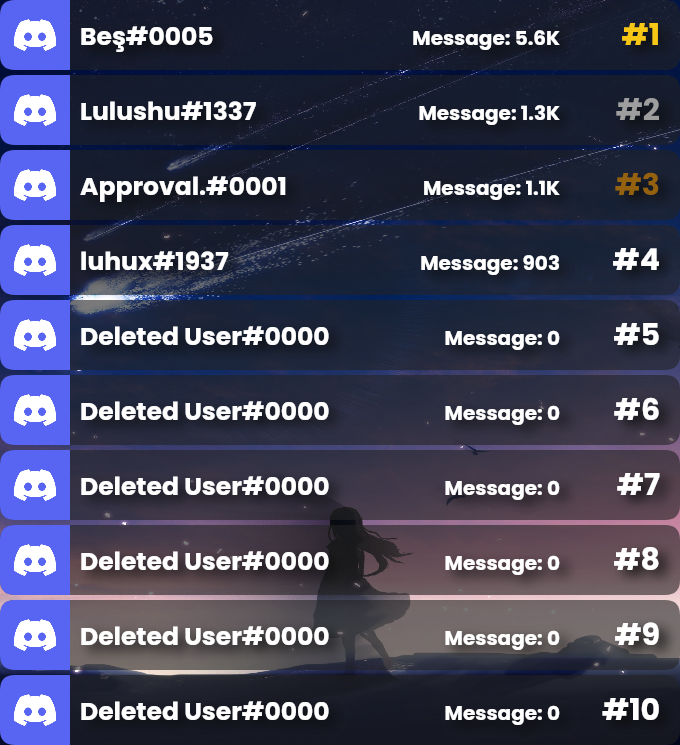 Beş#0005 Message: 5.6K #1
Lulushu#1337 Message: 1.3K #2
Approval.#0001 Message: 1.1K #3
luhux#1937 Message: 903 #4
Deleted User#0000 Message: 0 #5
Deleted User#0000 Message: 0 #6
Deleted User#0000 Message: 0 #7
Deleted User#0000 Message: 0 #8
Deleted User#0000 Message: 0 #9
Deleted User#0000 Message: 0 #10